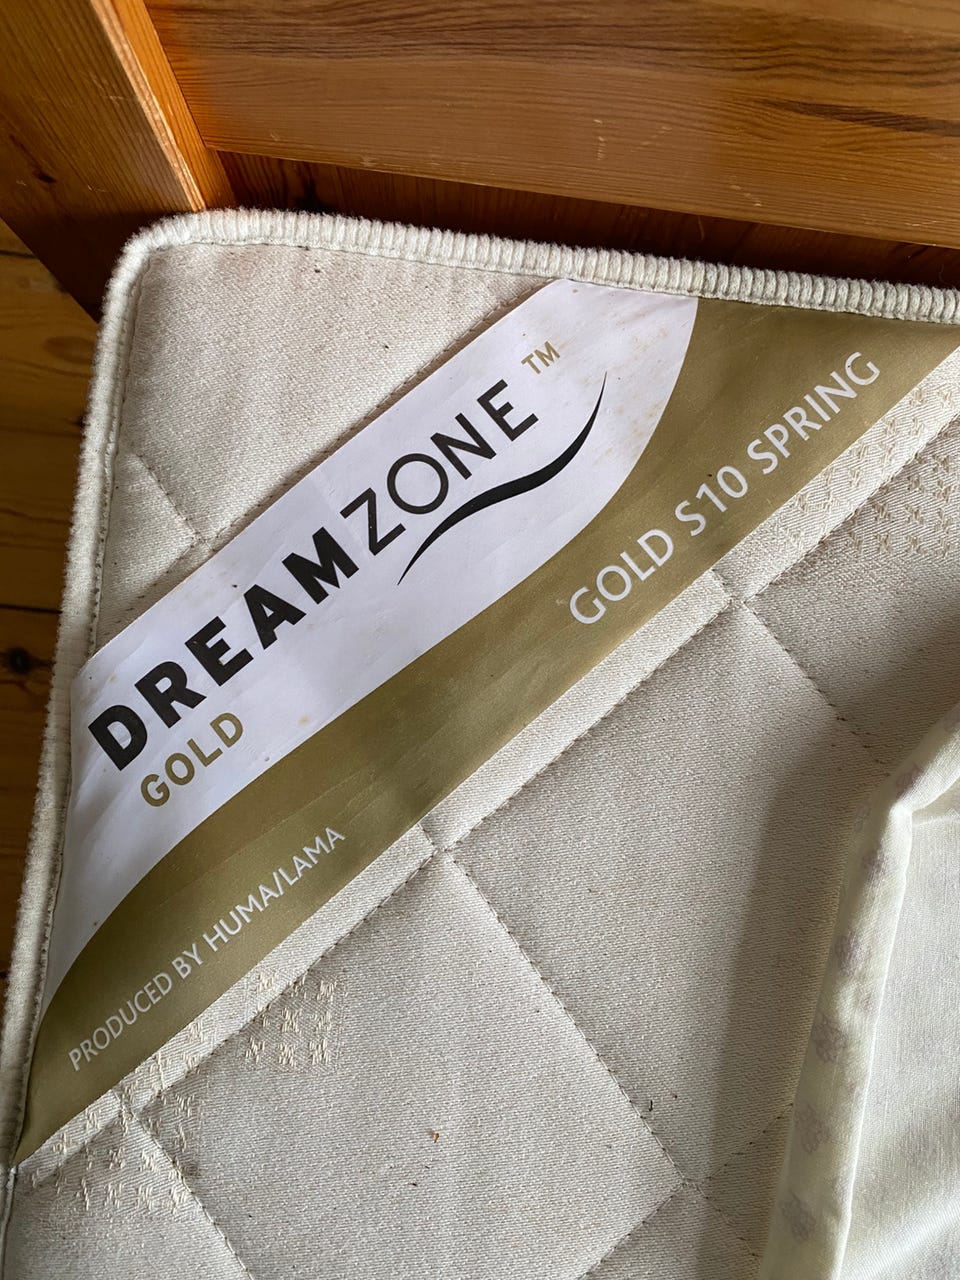 DREAMZONE™
GOLD
GOLD S10 SPRING
PRODUCED BY HUMA/LAMA